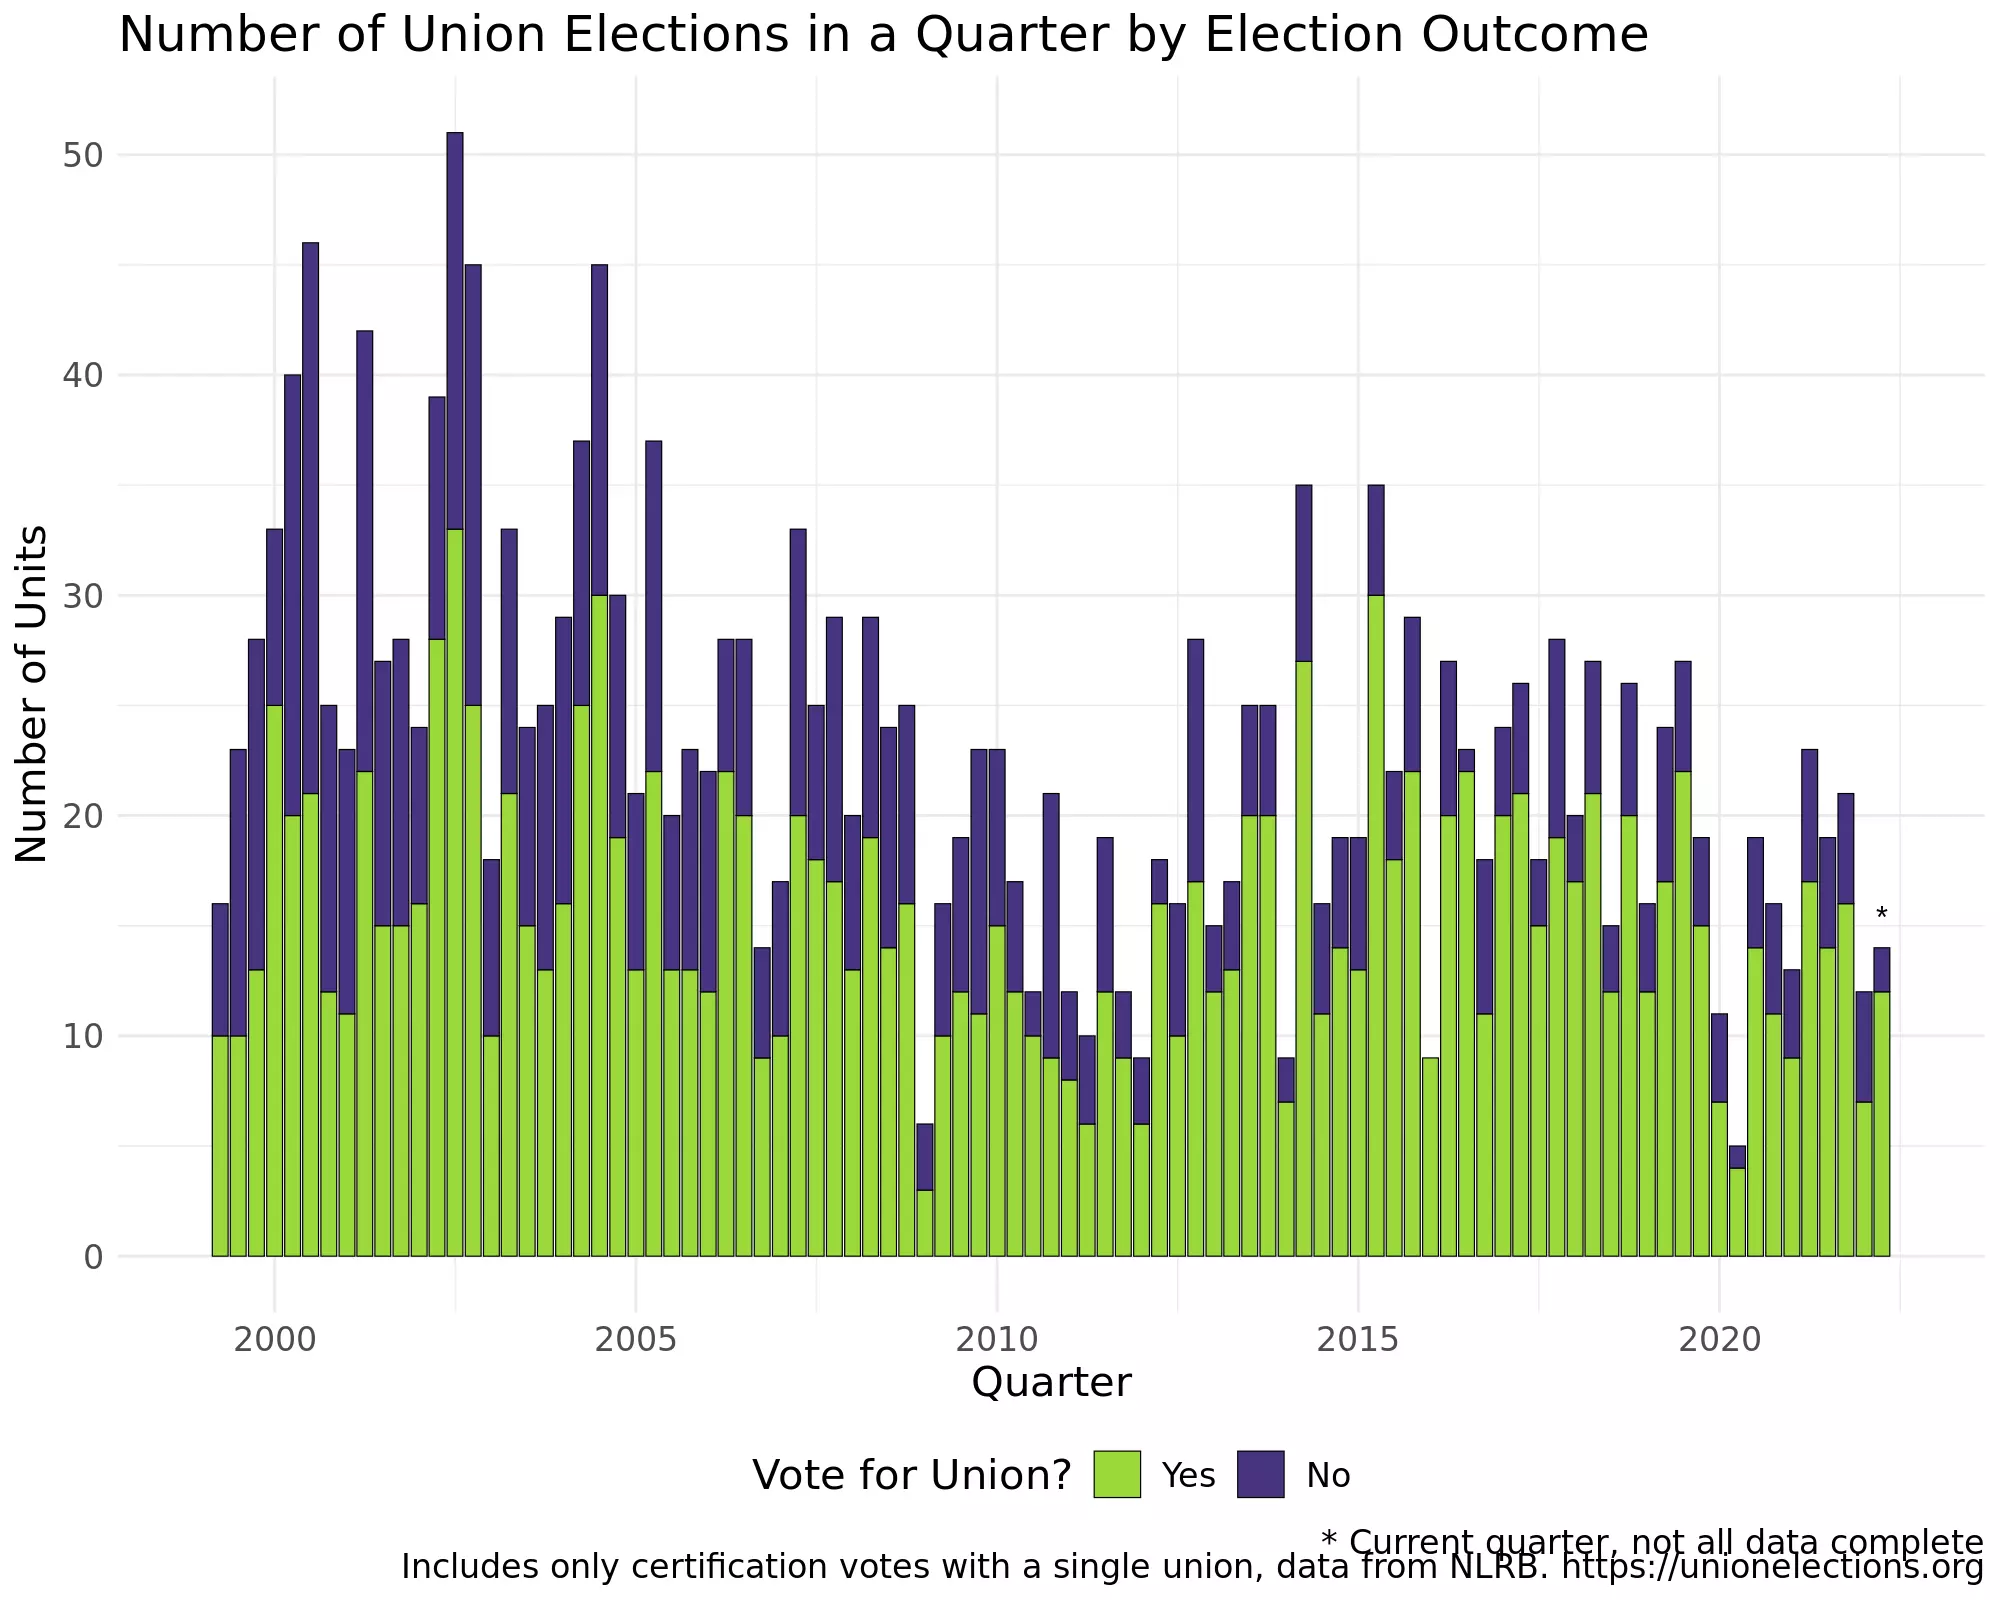 Number of Union Elections in a Quarter by Election Outcome
Number of Units
50
40
30
20
10
0
*
2000 2005 2010 2015 2020
Quarter
Vote for Union? Yes No
* Current quarter, not all data complete
Includes only certification votes with a single union, data from NLRB. https://unionelections.org